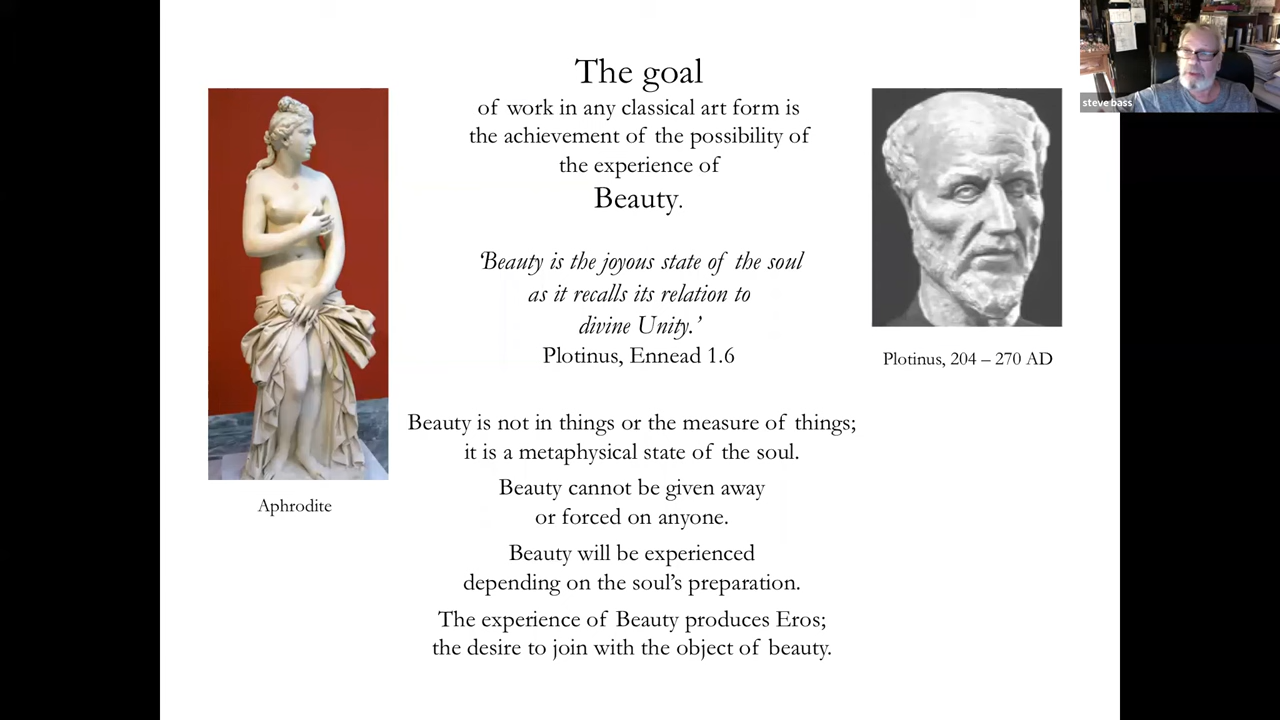 The goal
of work in any classical art form is
the achievement of the possibility of
the experience of
Beauty.
‘Beauty is the joyous state of the soul
as it recalls its relation to
divine Unity.’
Plotinus, Ennead 1.6
Beauty is not in things or the measure of things;
it is a metaphysical state of the soul.
Beauty cannot be given away
or forced on anyone.
Beauty will be experienced
depending on the soul’s preparation.
The experience of Beauty produces Eros;
the desire to join with the object of beauty.
Aphrodite
Plotinus, 204 – 270 AD
steve bass